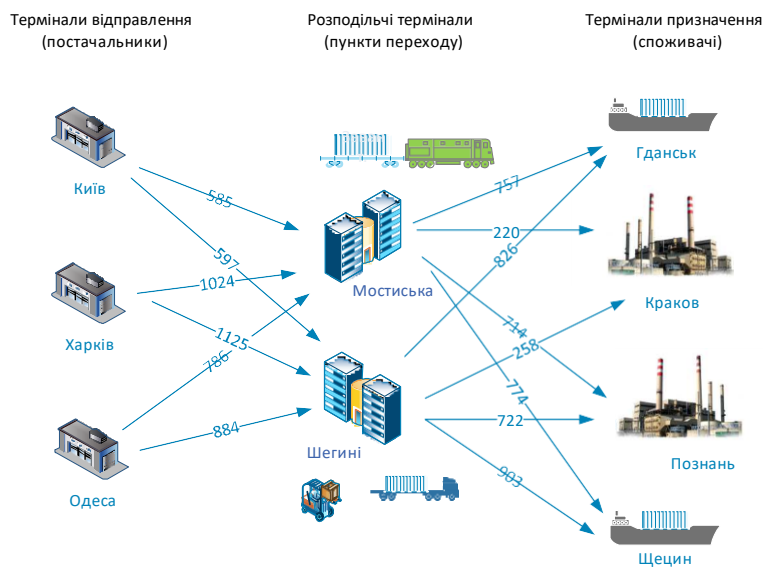 Термінали відправлення
(постачальники)
Розподільчі термінали
(пункти переходу)
Термінали призначення
(споживачі)
Київ
Харків
Одеса
Мостиська
Шегині
Гданськ
Краков
Познань
Щецин
585
597
1024
1125
786
884
757
220
826
714
258
774
722
903